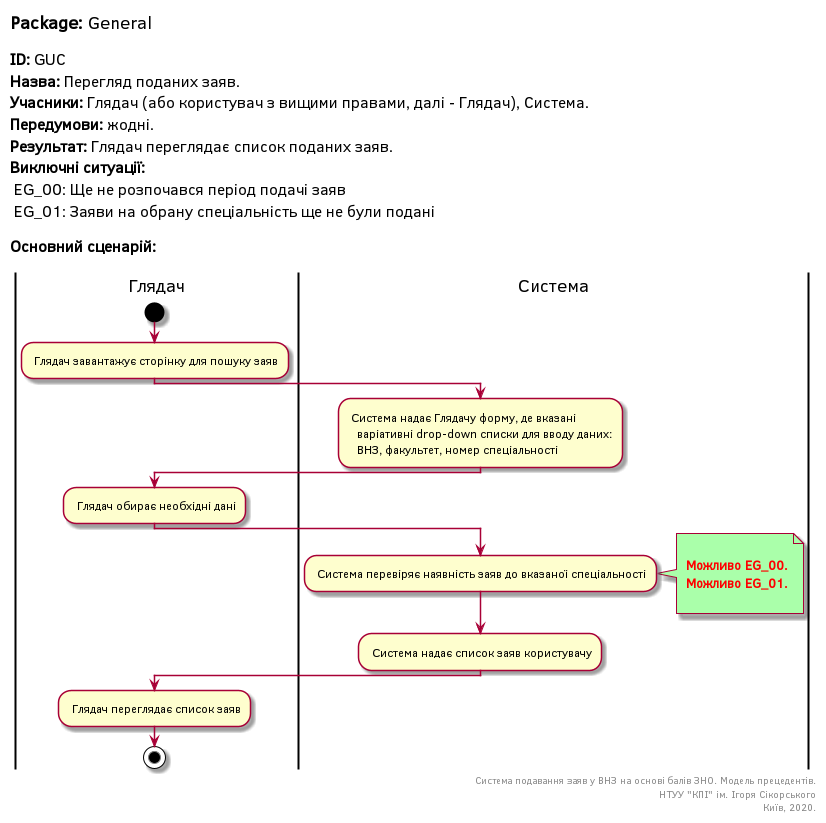 Package: General
ID: GUC
Назва: Перегляд поданих заяв.
Учасники: Глядач (або користувач з вищими правами, далі - Глядач), Система.
Передумови: жодні.
Результат: Глядач переглядає список поданих заяв.
Виключні ситуації:
EG_00: Ще не розпочався період подачі заяв
EG_01: Заяви на обрану спеціальність ще не були подані
Основний сценарій:
Глядач
Система
Глядач завантажує сторінку для пошуку заяв
Система надає Глядачу форму, де вказані
варіативні drop-down списки для вводу даних:
ВНЗ, факультет, номер спеціальності
Глядач обирає необхідні дані
Система перевіряє наявність заяв до вказаної спеціальності
Можливо EG_00.
Можливо EG_01.
Система надає список заяв користувачу
Глядач переглядає список заяв
Система подавання заяв у ВНЗ на основі балів ЗНО. Модель прецедентів.
НТУУ "КПІ" ім. Ігоря Сікорського
Київ, 2020.